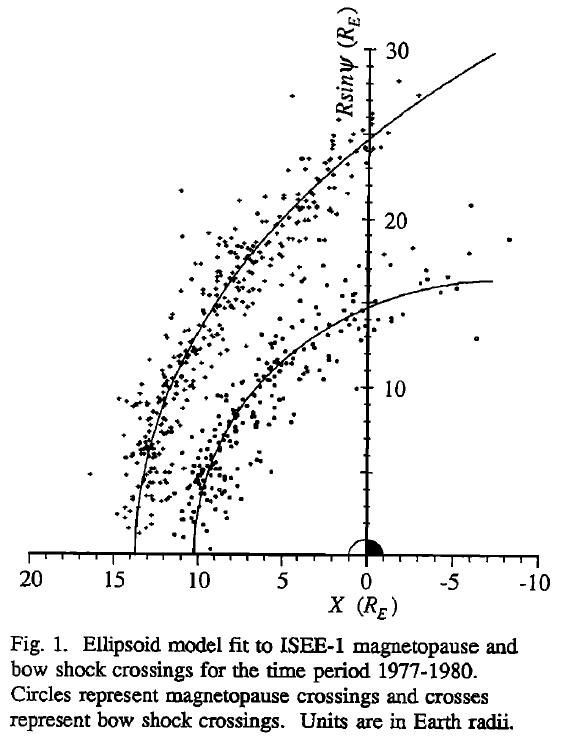 Rsinψ (R_E)
30
20
10
20 15 10 5 0 -5 -10
X (R_E)
Fig. 1. Ellipsoid model fit to ISEE-1 magnetopause and
bow shock crossings for the time period 1977-1980.
Circles represent magnetopause crossings and crosses
represent bow shock crossings. Units are in Earth radii.